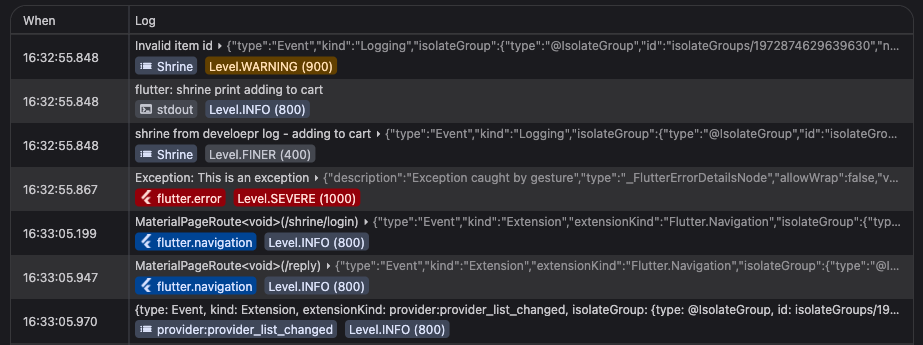 When Log
16:32:55.848
Invalid item id {"type":"Event","kind":"Logging","isolateGroup":{"type":"@IsolateGroup","id":"isolateGroups/1972874629639630","n…
Shrine Level.WARNING (900)
16:32:55.848
flutter: shrine print adding to cart
stdout Level.INFO (800)
16:32:55.848
shrine from develoepr log - adding to cart {"type":"Event","kind":"Logging","isolateGroup":{"type":"@IsolateGroup","id":"isolateGro…
Shrine Level.FINER (400)
16:32:55.867
Exception: This is an exception {"description":"Exception caught by gesture","type":"_FlutterErrorDetailsNode","allowWrap":false,"v…
flutter.error Level.SEVERE (1000)
16:33:05.199
MaterialPageRoute<void>(/shrine/login) {"type":"Event","kind":"Extension","extensionKind":"Flutter.Navigation","isolateGroup":{"typ…
flutter.navigation Level.INFO (800)
16:33:05.947
MaterialPageRoute<void>(/reply) {"type":"Event","kind":"Extension","extensionKind":"Flutter.Navigation","isolateGroup":{"type":"@I…
flutter.navigation Level.INFO (800)
16:33:05.970
{type: Event, kind: Extension, extensionKind: provider:provider_list_changed, isolateGroup: {type: @IsolateGroup, id: isolateGroups/19…
provider:provider_list_changed Level.INFO (800)